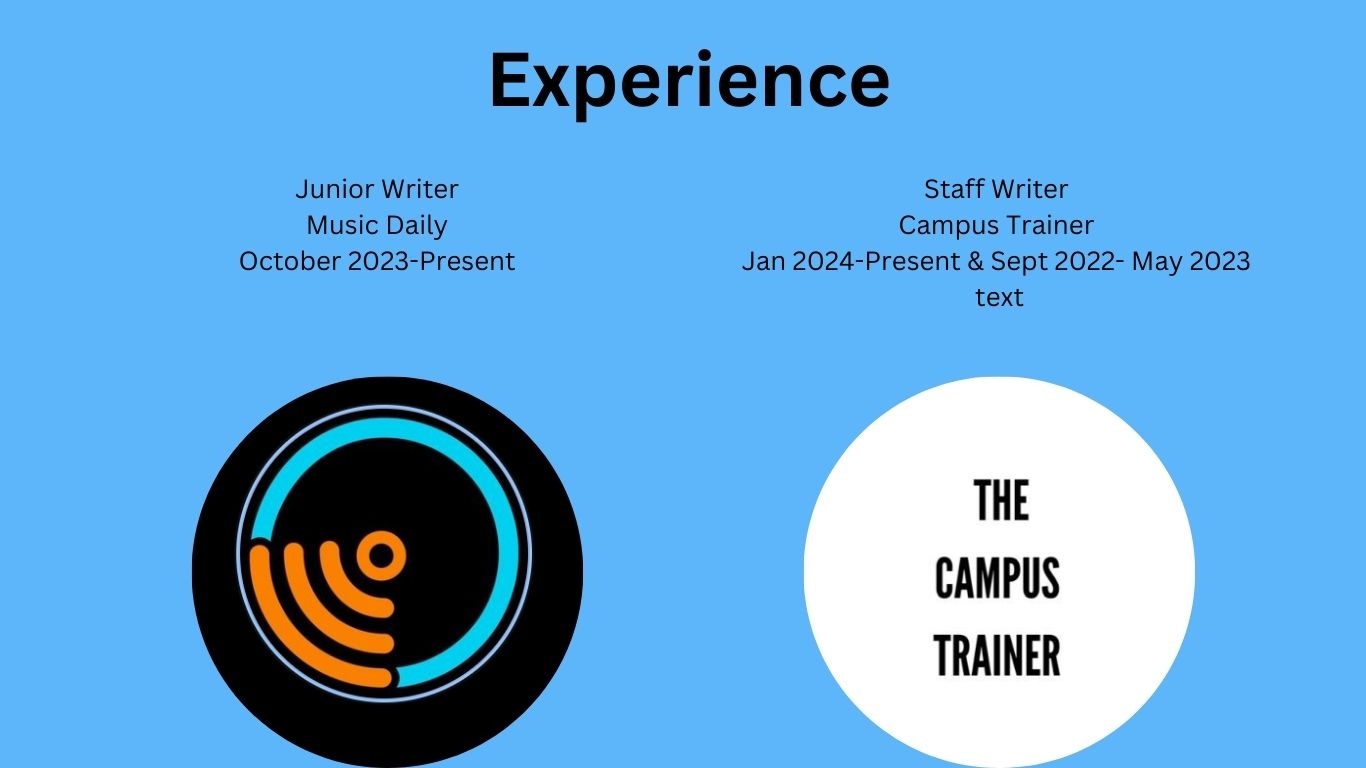 Experience
Junior Writer
Music Daily
October 2023-Present
Staff Writer
Campus Trainer
Jan 2024-Present & Sept 2022- May 2023
text
THE
CAMPUS
TRAINER